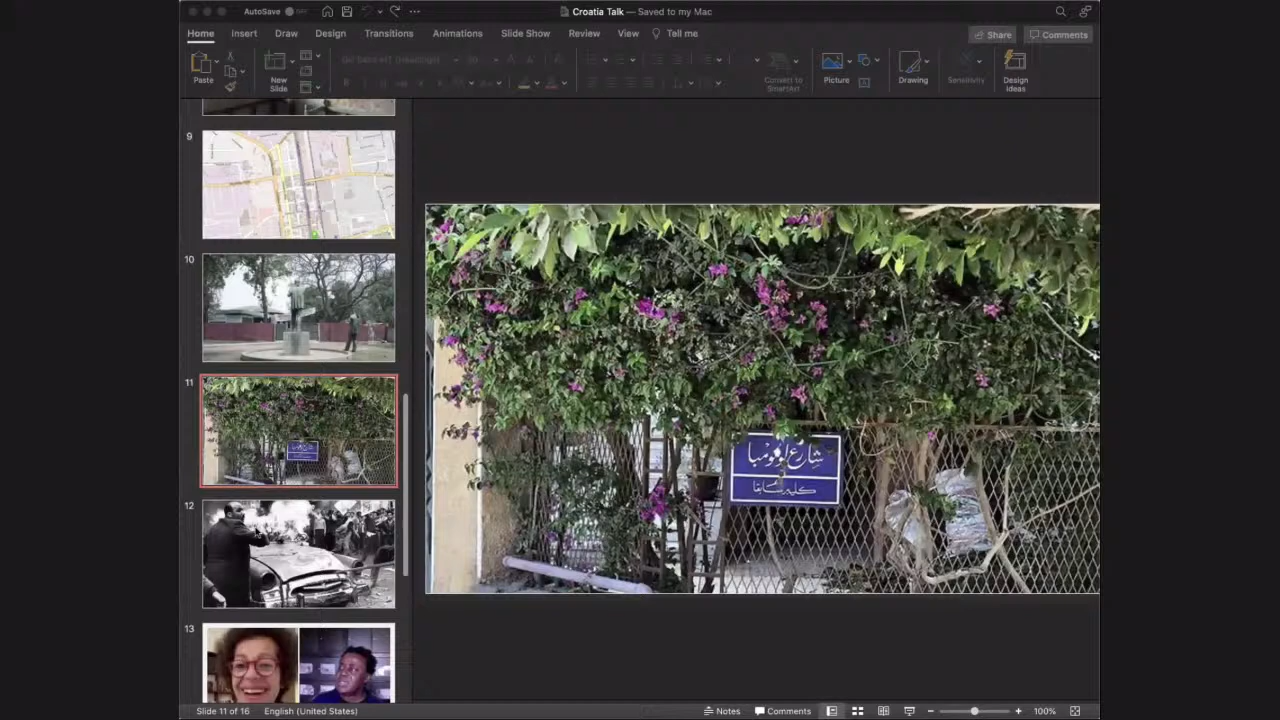 AutoSave
Croatia Talk — Saved to my Mac
Home Insert Draw Design Transitions Animations Slide Show Review View Tell me
Share Comments
Paste
New Slide
Convert to SmartArt
Picture
Drawing
Sensitivity
Design Ideas
9
10
11
12
13
شارع لومومبا
كليبر سابقا
Slide 11 of 16 English (United States)
Notes Comments 100%